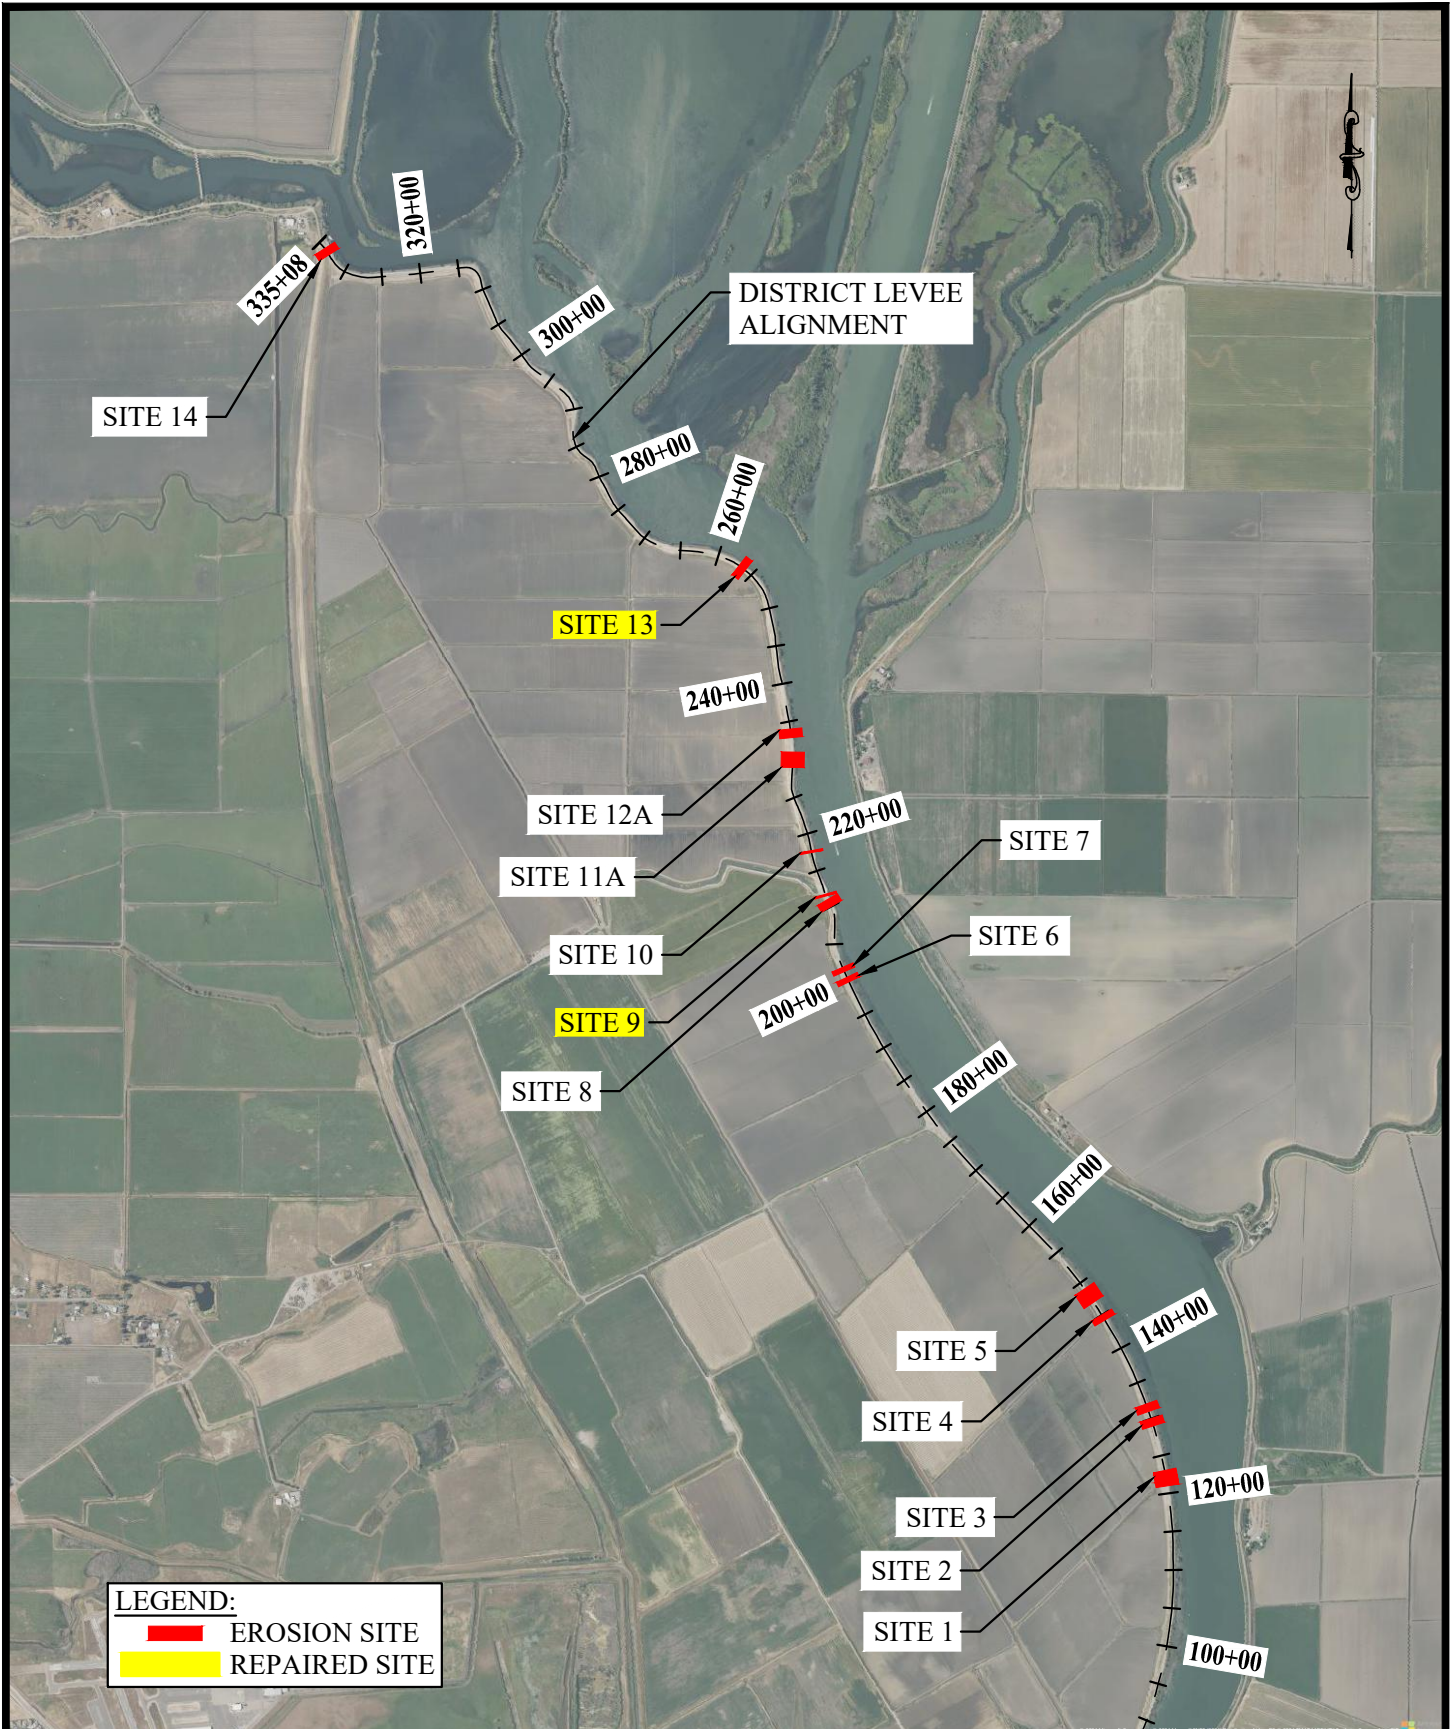 320+00
335+08
DISTRICT LEVEE
ALIGNMENT
300+00
SITE 14
280+00
260+00
SITE 13
240+00
SITE 12A
220+00
SITE 7
SITE 11A
SITE 6
SITE 10
200+00
SITE 9
SITE 8
180+00
160+00
140+00
SITE 5
SITE 4
120+00
SITE 3
SITE 2
SITE 1
100+00
LEGEND:
EROSION SITE
REPAIRED SITE